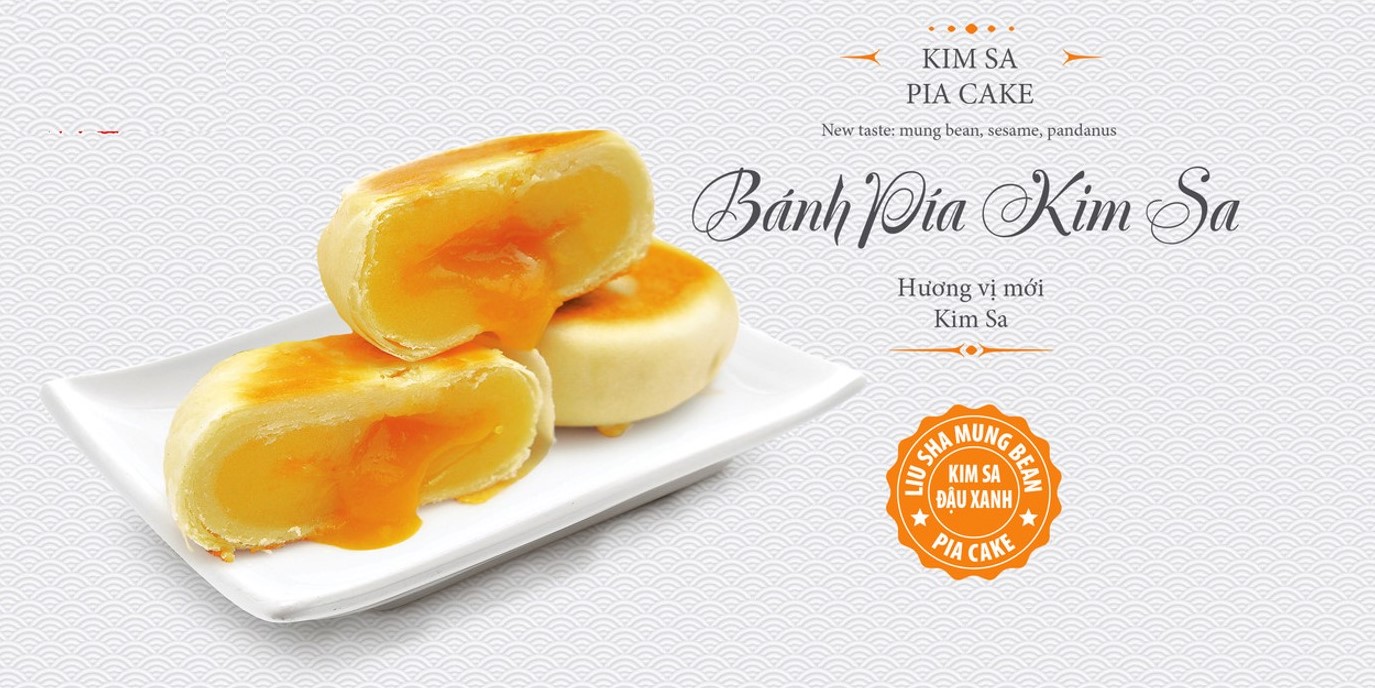 KIM SA
PIA CAKE
New taste: mung bean, sesame, pandanus
Bánh Pía Kim Sa
Hương vị mới
Kim Sa
LIU SHA MUNG BEAN
KIM SA
ĐẬU XANH
PIA CAKE